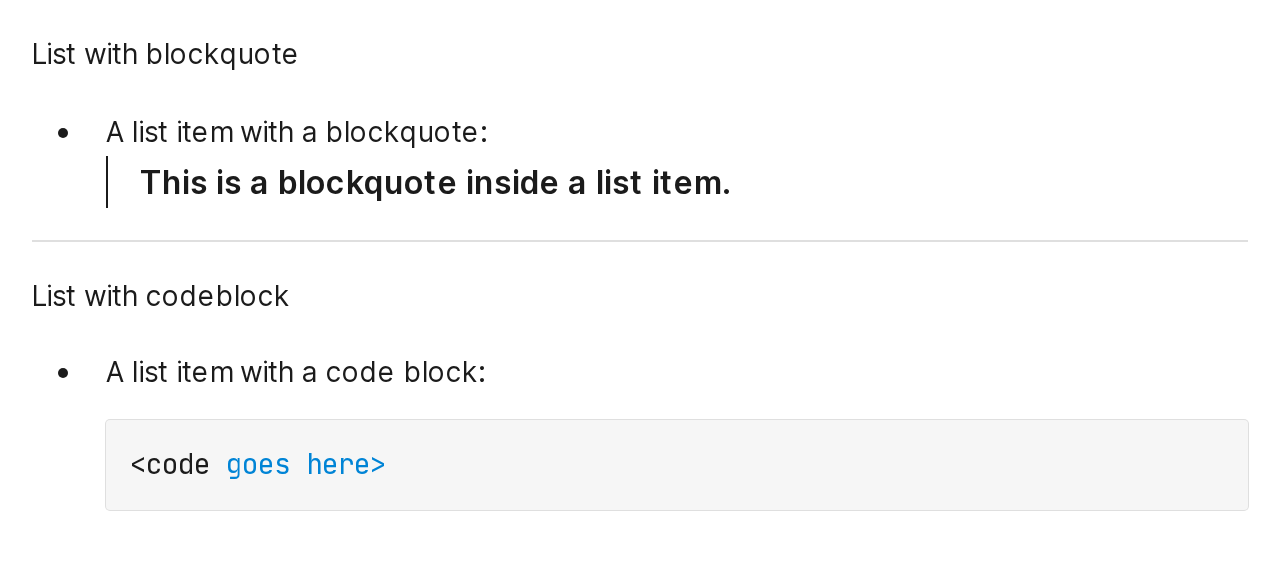 List with blockquote
A list item with a blockquote:
This is a blockquote inside a list item.
List with codeblock
A list item with a code block:
<code goes here>